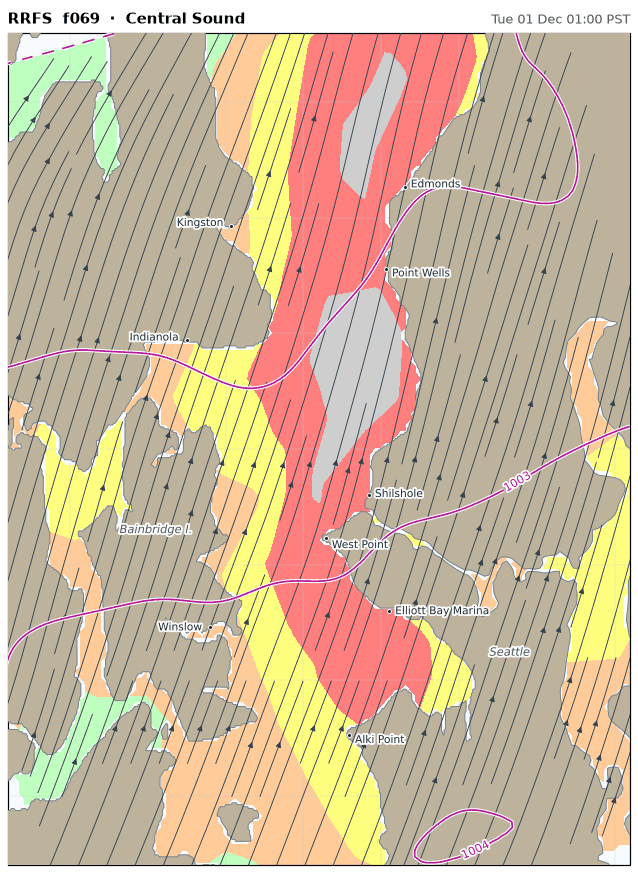 RRFS f069 · Central Sound
Tue 01 Dec 01:00 PST
Edmonds
Kingston
Point Wells
Indianola
1003
Shilshole
Bainbridge I.
West Point
Elliott Bay Marina
Winslow
Seattle
Alki Point
1004